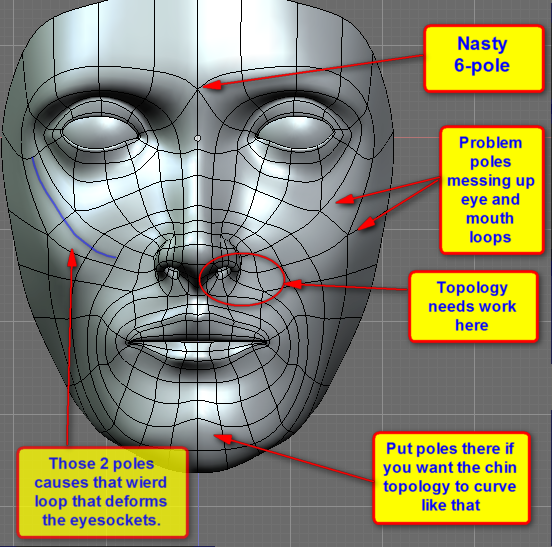 Nasty
6-pole
Problem
poles
messing up
eye and
mouth
loops
Topology
needs work
here
Put poles there if
you want the chin
topology to curve
like that
Those 2 poles
causes that wierd
loop that deforms
the eyesockets.